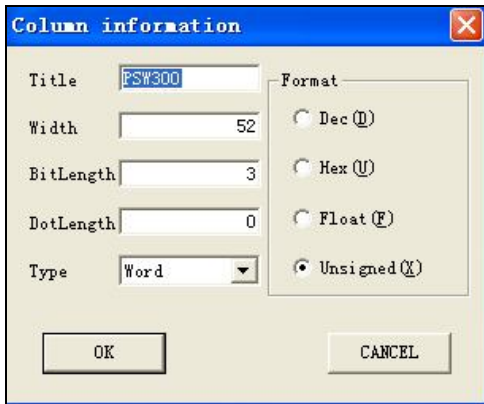 Column information
Title PSW300
Width 52
BitLength 3
DotLength 0
Type Word
Format
Dec(D)
Hex(U)
Float(F)
Unsigned(X)
OK CANCEL